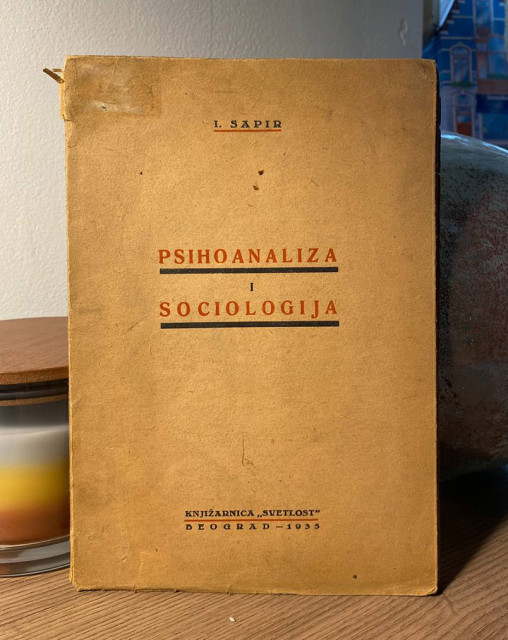 I. SAPIR
PSIHOANALIZA
I
SOCIOLOGIJA
KNJIŽARNICA „SVETLOST"
BEOGRAD — 1935